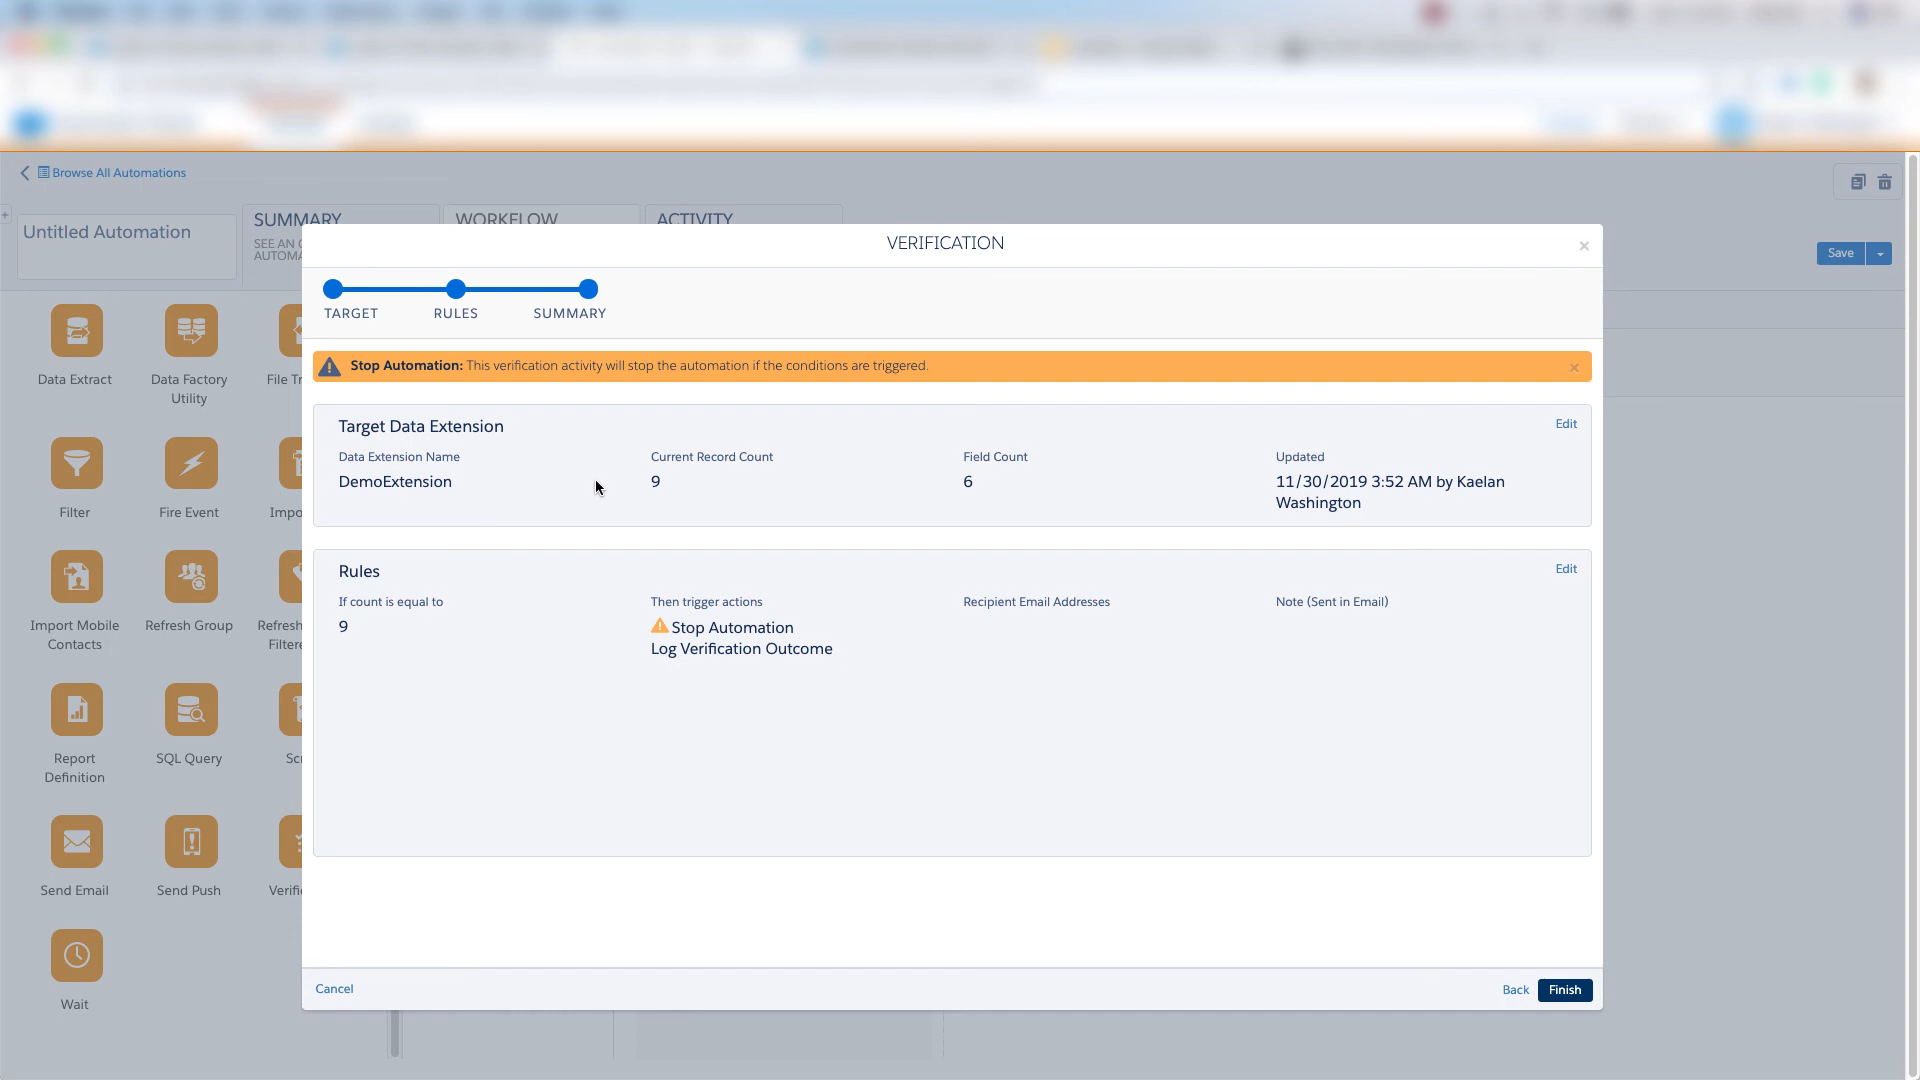 Browse All Automations
Untitled Automation
SUMMARY
SEE AN
AUTOMA
WORKFLOW
ACTIVITY
Save
VERIFICATION
TARGET
RULES
SUMMARY
Stop Automation: This verification activity will stop the automation if the conditions are triggered.
Target Data Extension
Edit
Data Extension Name
Current Record Count
Field Count
Updated
DemoExtension
9
6
11/30/2019 3:52 AM by Kaelan
Washington
Rules
Edit
If count is equal to
Then trigger actions
Recipient Email Addresses
Note (Sent in Email)
9
Stop Automation
Log Verification Outcome
Cancel
Back
Finish
Data Extract
Data Factory
Utility
File Tr
Filter
Fire Event
Impo
Import Mobile
Contacts
Refresh Group
Refresh
Filtere
Report
Definition
SQL Query
Scr
Send Email
Send Push
Verifi
Wait